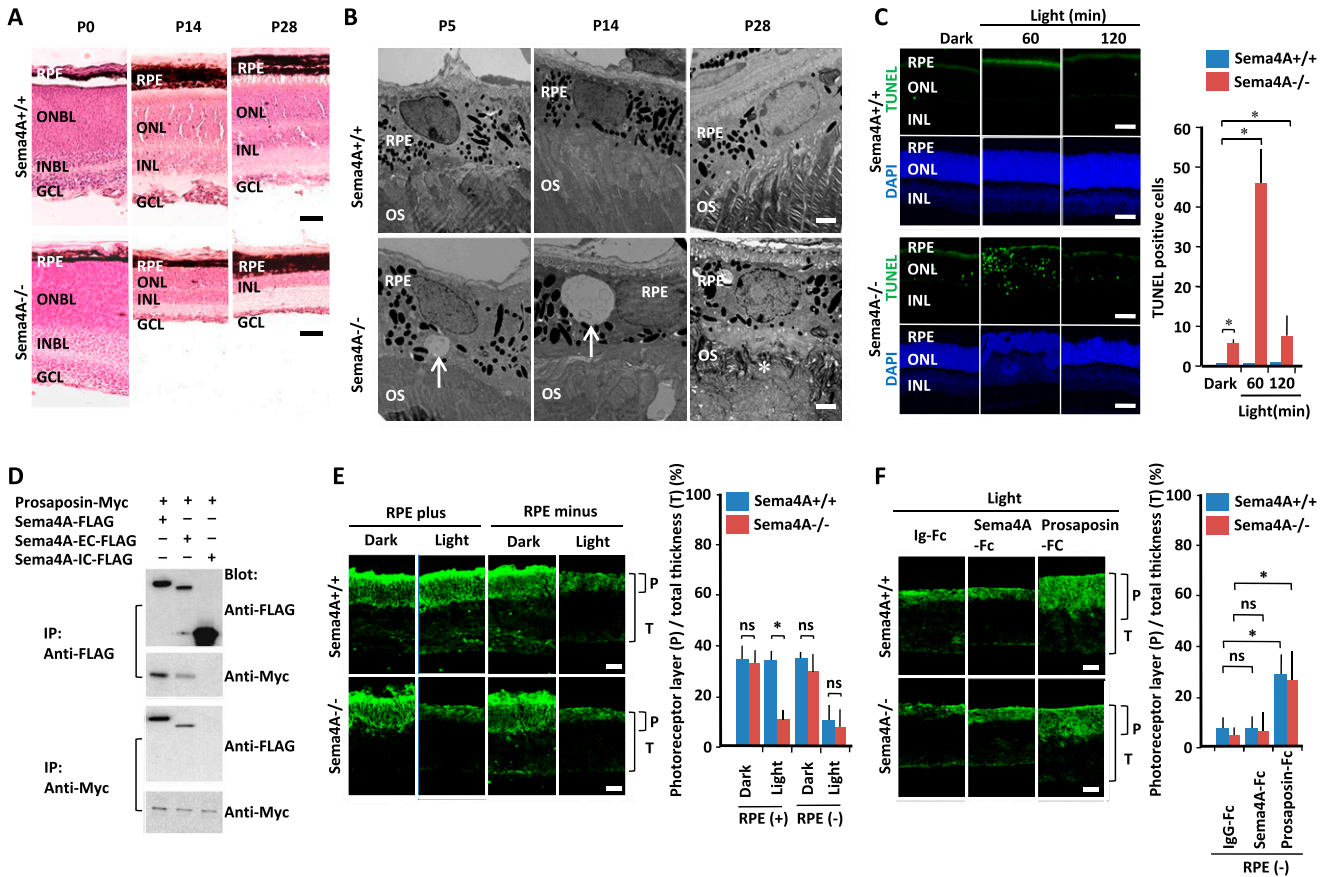 A
P0
P14
P28
Sema4A+/+
RPE
ONBL
INBL
GCL
RPE
ONL
INL
GCL
RPE
ONL
INL
GCL
Sema4A-/-
RPE
ONBL
INBL
GCL
RPE
ONL
INL
GCL
RPE
ONL
INL
GCL
B
P5
P14
P28
Sema4A+/+
RPE
OS
RPE
OS
RPE
OS
Sema4A-/-
OS
RPE
OS
RPE
OS
*
C
Light (min)
Dark
60
120
Sema4A+/+
TUNEL
RPE
ONL
INL
DAPI
RPE
ONL
INL
Sema4A-/-
TUNEL
RPE
ONL
INL
DAPI
RPE
ONL
INL
Sema4A+/+
Sema4A-/-
TUNEL positive cells
60
50
40
30
20
10
0
*
*
*
Dark
60
120
Light(min)
D
Prosaposin-Myc + + +
Sema4A-FLAG + − −
Sema4A-EC-FLAG − + −
Sema4A-IC-FLAG − − +
Blot:
IP:
Anti-FLAG
Anti-FLAG
Anti-Myc
IP:
Anti-Myc
Anti-FLAG
Anti-Myc
E
RPE plus
RPE minus
Dark
Light
Dark
Light
Sema4A+/+
P
T
Sema4A-/-
P
T
Photoreceptor layer (P) / total thickness (T) (%)
100
80
60
40
20
0
Sema4A+/+
Sema4A-/-
ns
*
ns
ns
Dark
Light
Dark
Light
RPE (+)
RPE (-)
F
Light
Ig-Fc
Sema4A
-Fc
Prosaposin
-FC
Sema4A+/+
P
T
Sema4A-/-
P
T
Photoreceptor layer (P) / total thickness (T) (%)
100
80
60
40
20
0
Sema4A+/+
Sema4A-/-
*
ns
*
ns
IgG-Fc
Sema4A-Fc
Prosaposin-Fc
RPE (-)